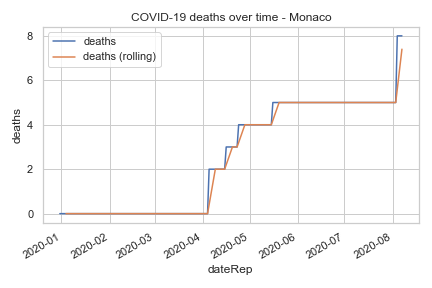 COVID-19 deaths over time - Monaco
deaths
deaths (rolling)
8
6
4
2
0
deaths
2020-01
2020-02
2020-03
2020-04
2020-05
2020-06
2020-07
2020-08
dateRep